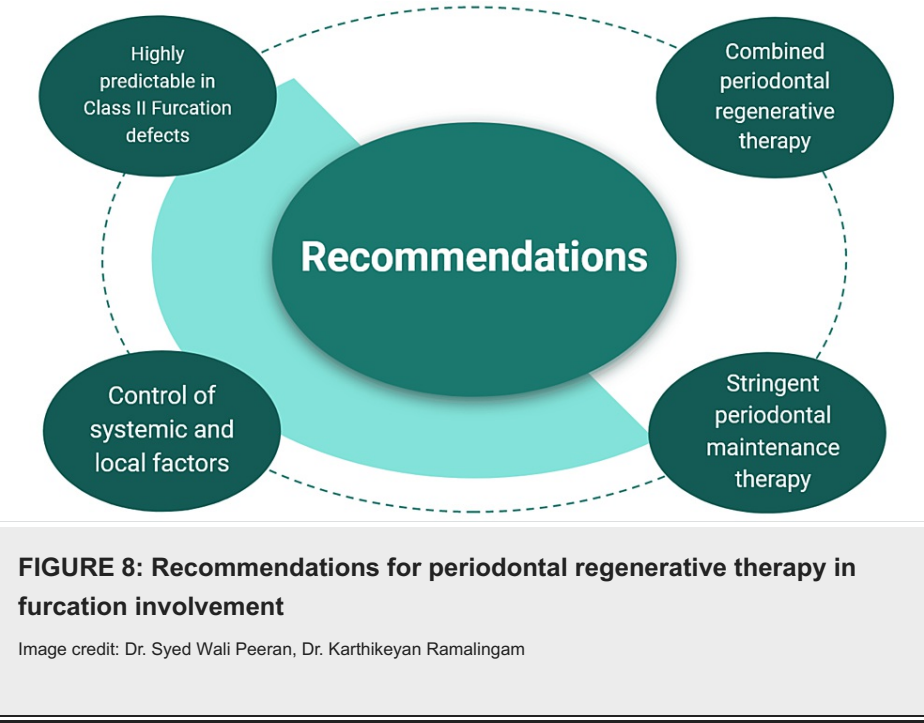 Highly
predictable in
Class II Furcation
defects
Combined
periodontal
regenerative
therapy
Recommendations
Control of
systemic and
local factors
Stringent
periodontal
maintenance
therapy
FIGURE 8: Recommendations for periodontal regenerative therapy in
furcation involvement
Image credit: Dr. Syed Wali Peeran, Dr. Karthikeyan Ramalingam